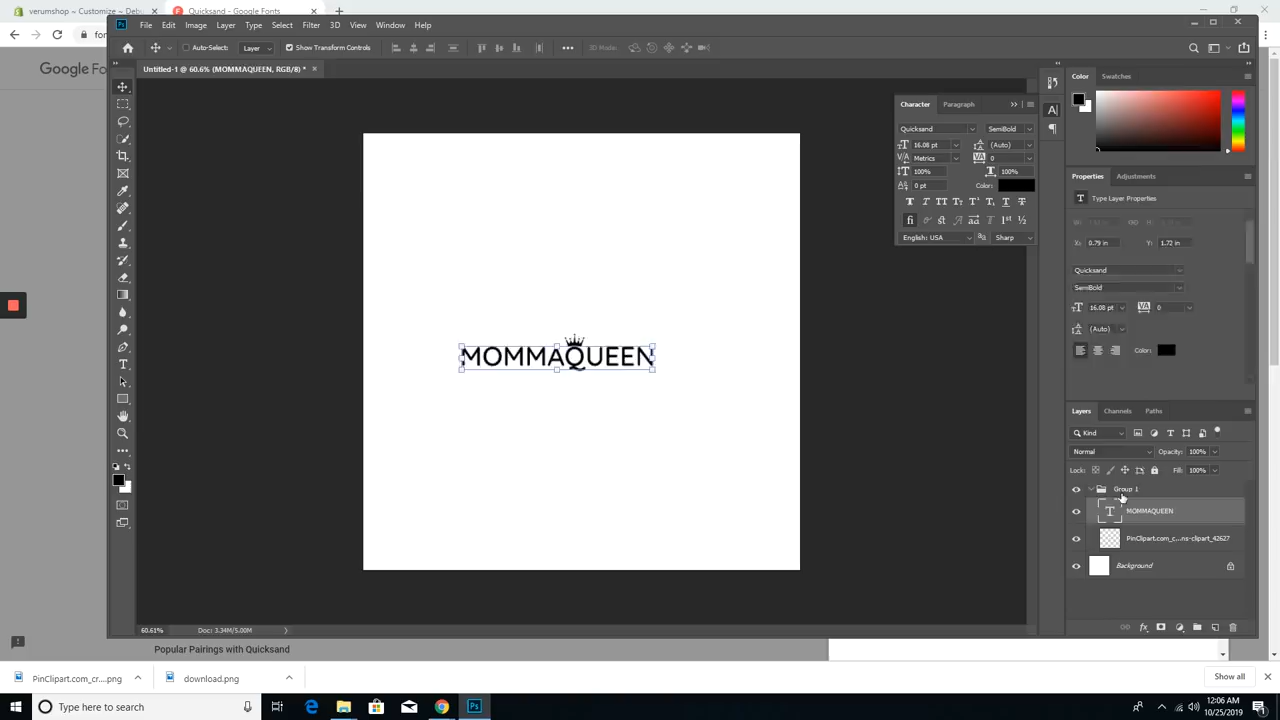 verumshop ~ Customize ~ Debu
Quicksand - Google Fonts
Google Fo
Ps
File Edit Image Layer Type Select Filter 3D View Window Help
Auto-Select: Layer Show Transform Controls 3D Mode:
Untitled-1 @ 60.6% (MOMMAQUEEN, RGB/8) *
Character Paragraph
Quicksand SemiBold
16.08 pt (Auto)
Metrics 0
100% 100%
0 pt Color:
English: USA Sharp
Color Swatches
Properties Adjustments
Type Layer Properties
X: 0.79 in Y: 1.72 in
Quicksand
SemiBold
16.08 pt 0
(Auto)
Color:
MOMMAQUEEN
Layers Channels Paths
Kind
Normal Opacity: 100%
Lock: Fill: 100%
Group 1
MOMMAQUEEN
PinClipart.com_c...ns-clipart_42627
Background
60.61% Doc: 3.34M/5.00M
Popular Pairings with Quicksand
PinClipart.com_cr....png
download.png
Show all
Type here to search
12:06 AM
10/25/2019